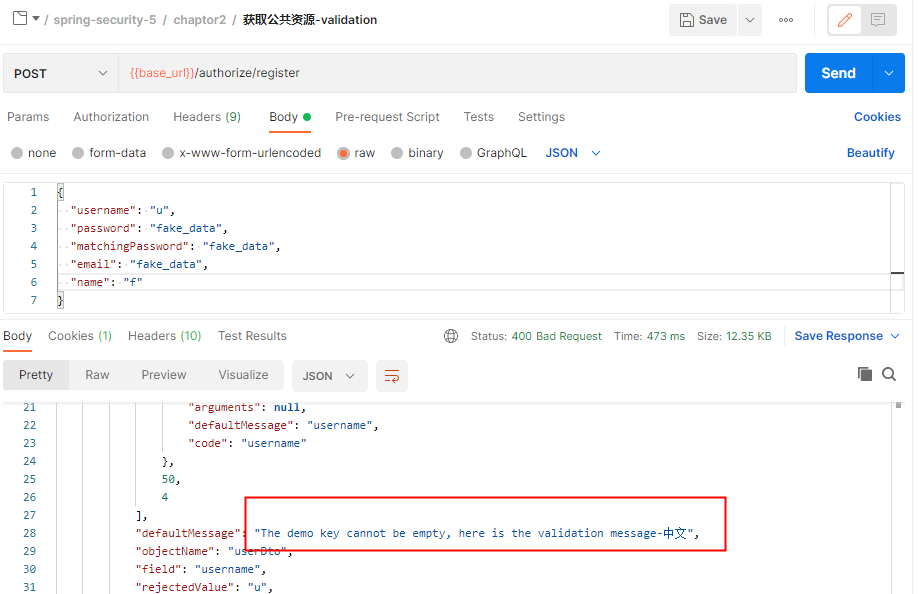 / spring-security-5 / chaptor2 / 获取公共资源-validation Save
POST {{base_url}}/authorize/register Send
Params Authorization Headers (9) Body Pre-request Script Tests Settings Cookies
none form-data x-www-form-urlencoded raw binary GraphQL JSON Beautify
1 {
2 "username": "u",
3 "password": "fake_data",
4 "matchingPassword": "fake_data",
5 "email": "fake_data",
6 "name": "f"
7 }
Body Cookies (1) Headers (10) Test Results Status: 400 Bad Request Time: 473 ms Size: 12.35 KB Save Response
Pretty Raw Preview Visualize JSON
21 "arguments": null,
22 "defaultMessage": "username",
23 "code": "username"
24 },
25 50,
26 4
27 ],
28 "defaultMessage": "The demo key cannot be empty, here is the validation message-中文",
29 "objectName": "userDto",
30 "field": "username",
31 "rejectedValue": "u",